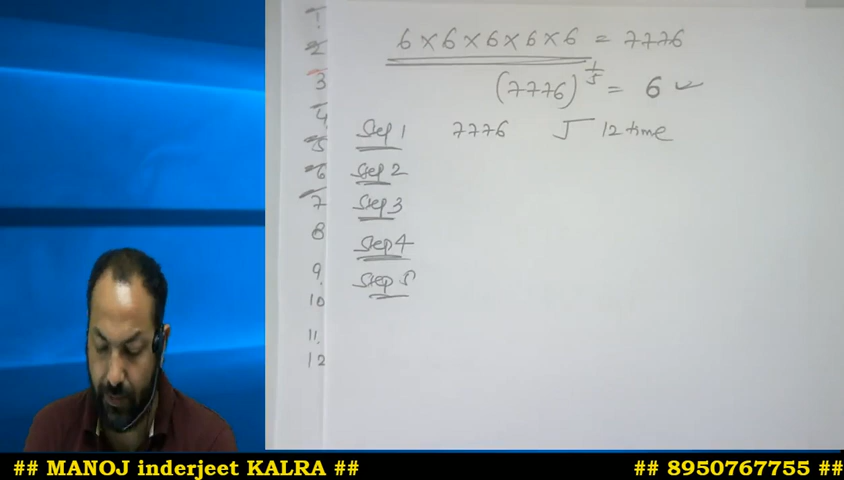 1
2
3
4
5
6
7
8
9
10
11
12
6 × 6 × 6 × 6 × 6 = 7776
(7776)^1/5 = 6 ✓
Step 1 7776 √ 12 time
Step 2
Step 3
Step 4
Step 5
## MANOJ inderjeet KALRA ## ## 8950767755 ##